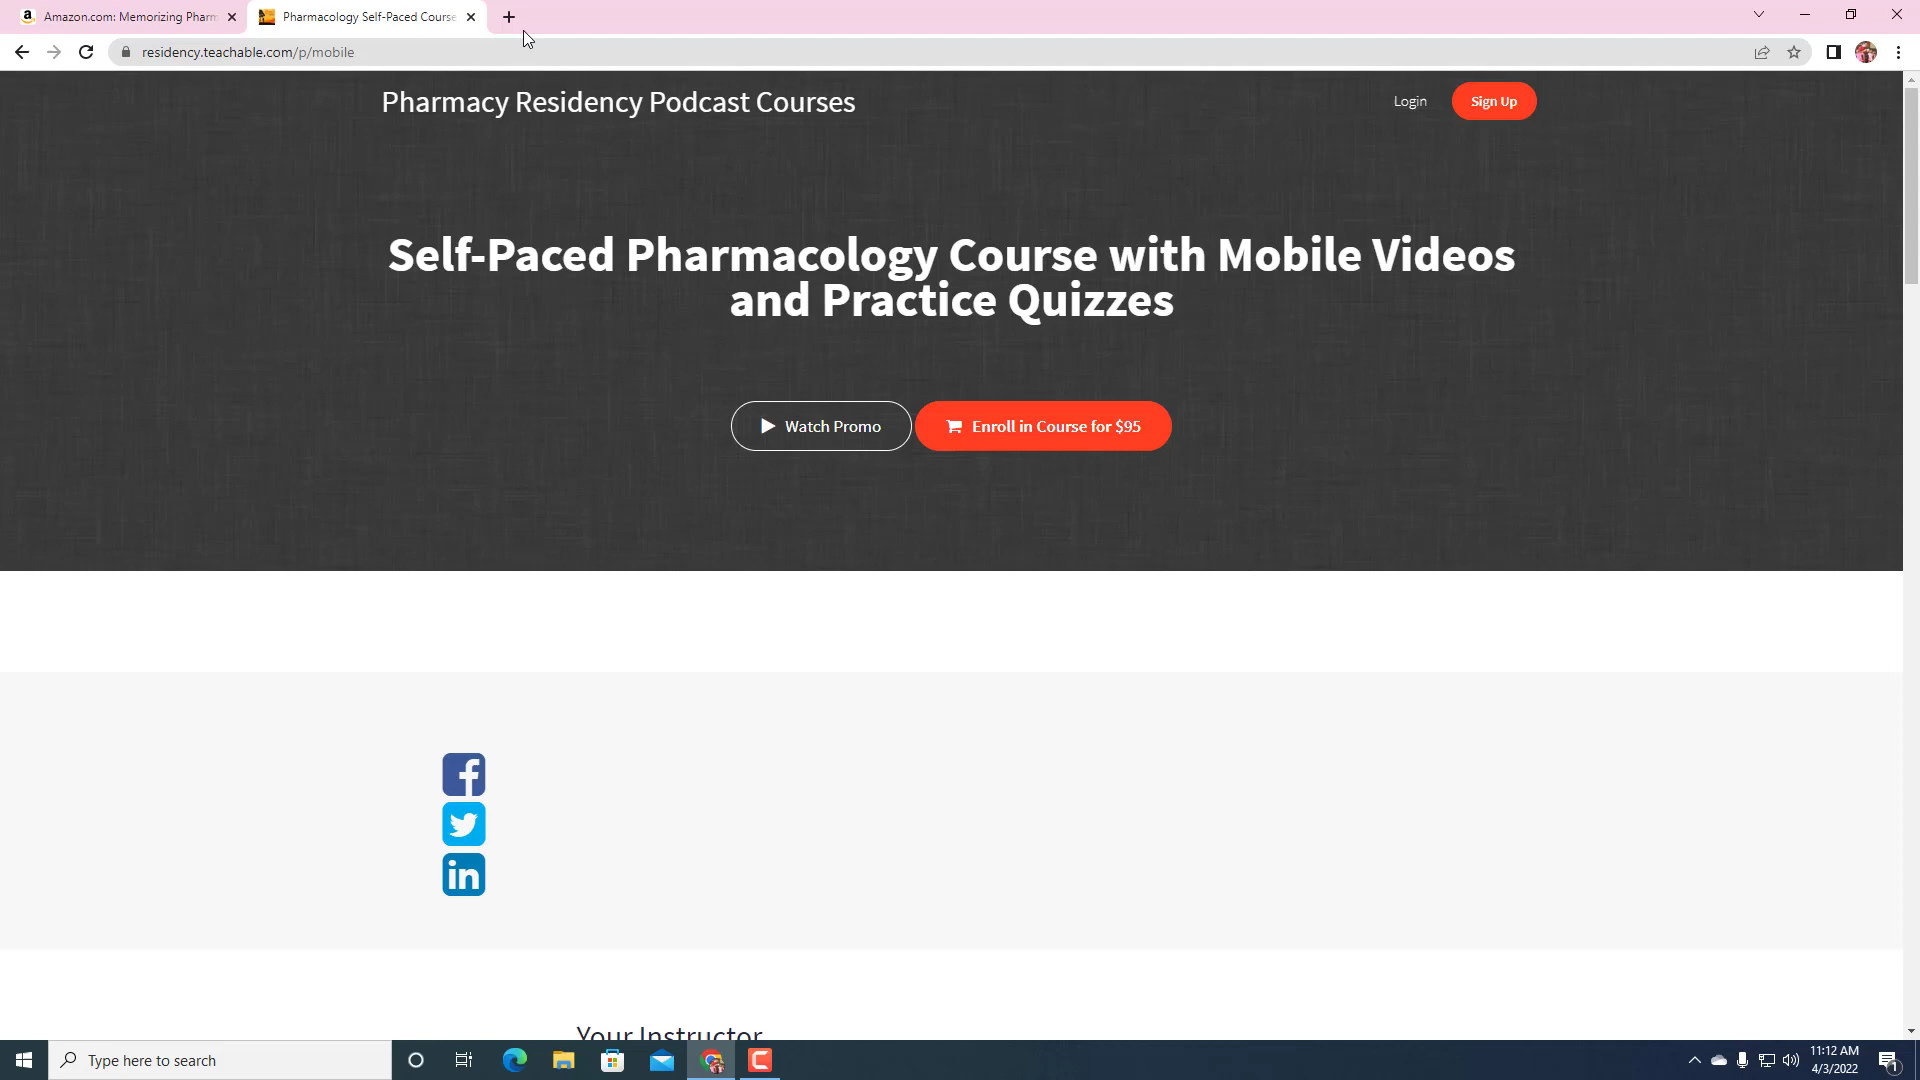 Amazon.com: Memorizing Pharm
Pharmacology Self-Paced Course
residency.teachable.com/p/mobile
Pharmacy Residency Podcast Courses
Login
Sign Up
Self-Paced Pharmacology Course with Mobile Videos
and Practice Quizzes
Watch Promo
Enroll in Course for $95
Your Instructor
Type here to search
11:12 AM
4/3/2022
1